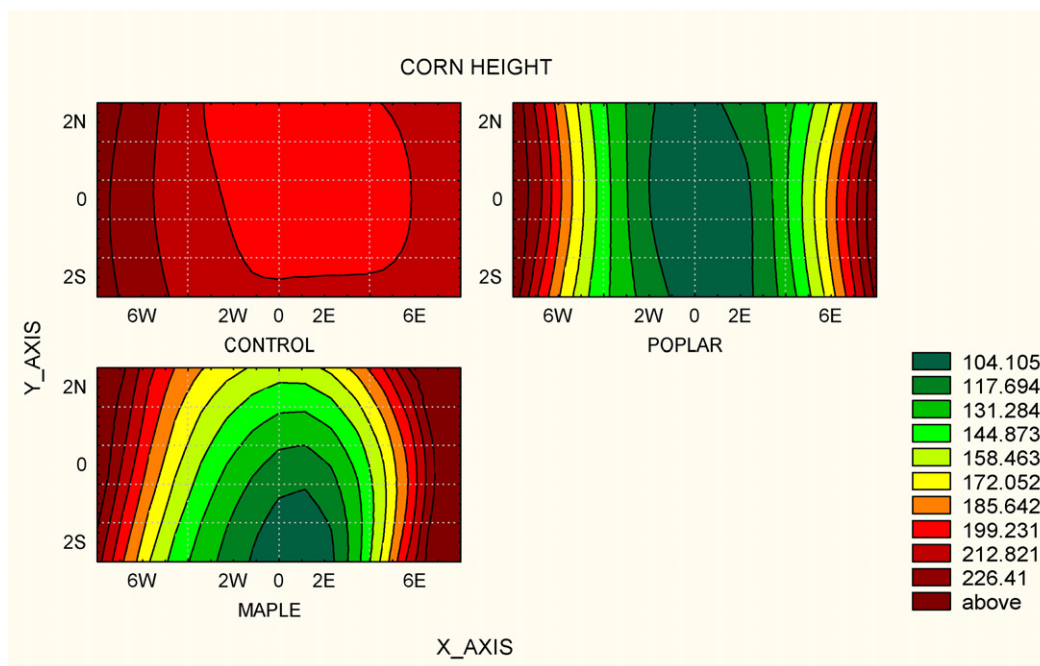 CORN HEIGHT
2N
0
2S
6W 2W 0 2E 6E
CONTROL
2N
0
2S
6W 2W 0 2E 6E
POPLAR
Y_AXIS
2N
0
2S
6W 2W 0 2E 6E
MAPLE
X_AXIS
104.105
117.694
131.284
144.873
158.463
172.052
185.642
199.231
212.821
226.41
above